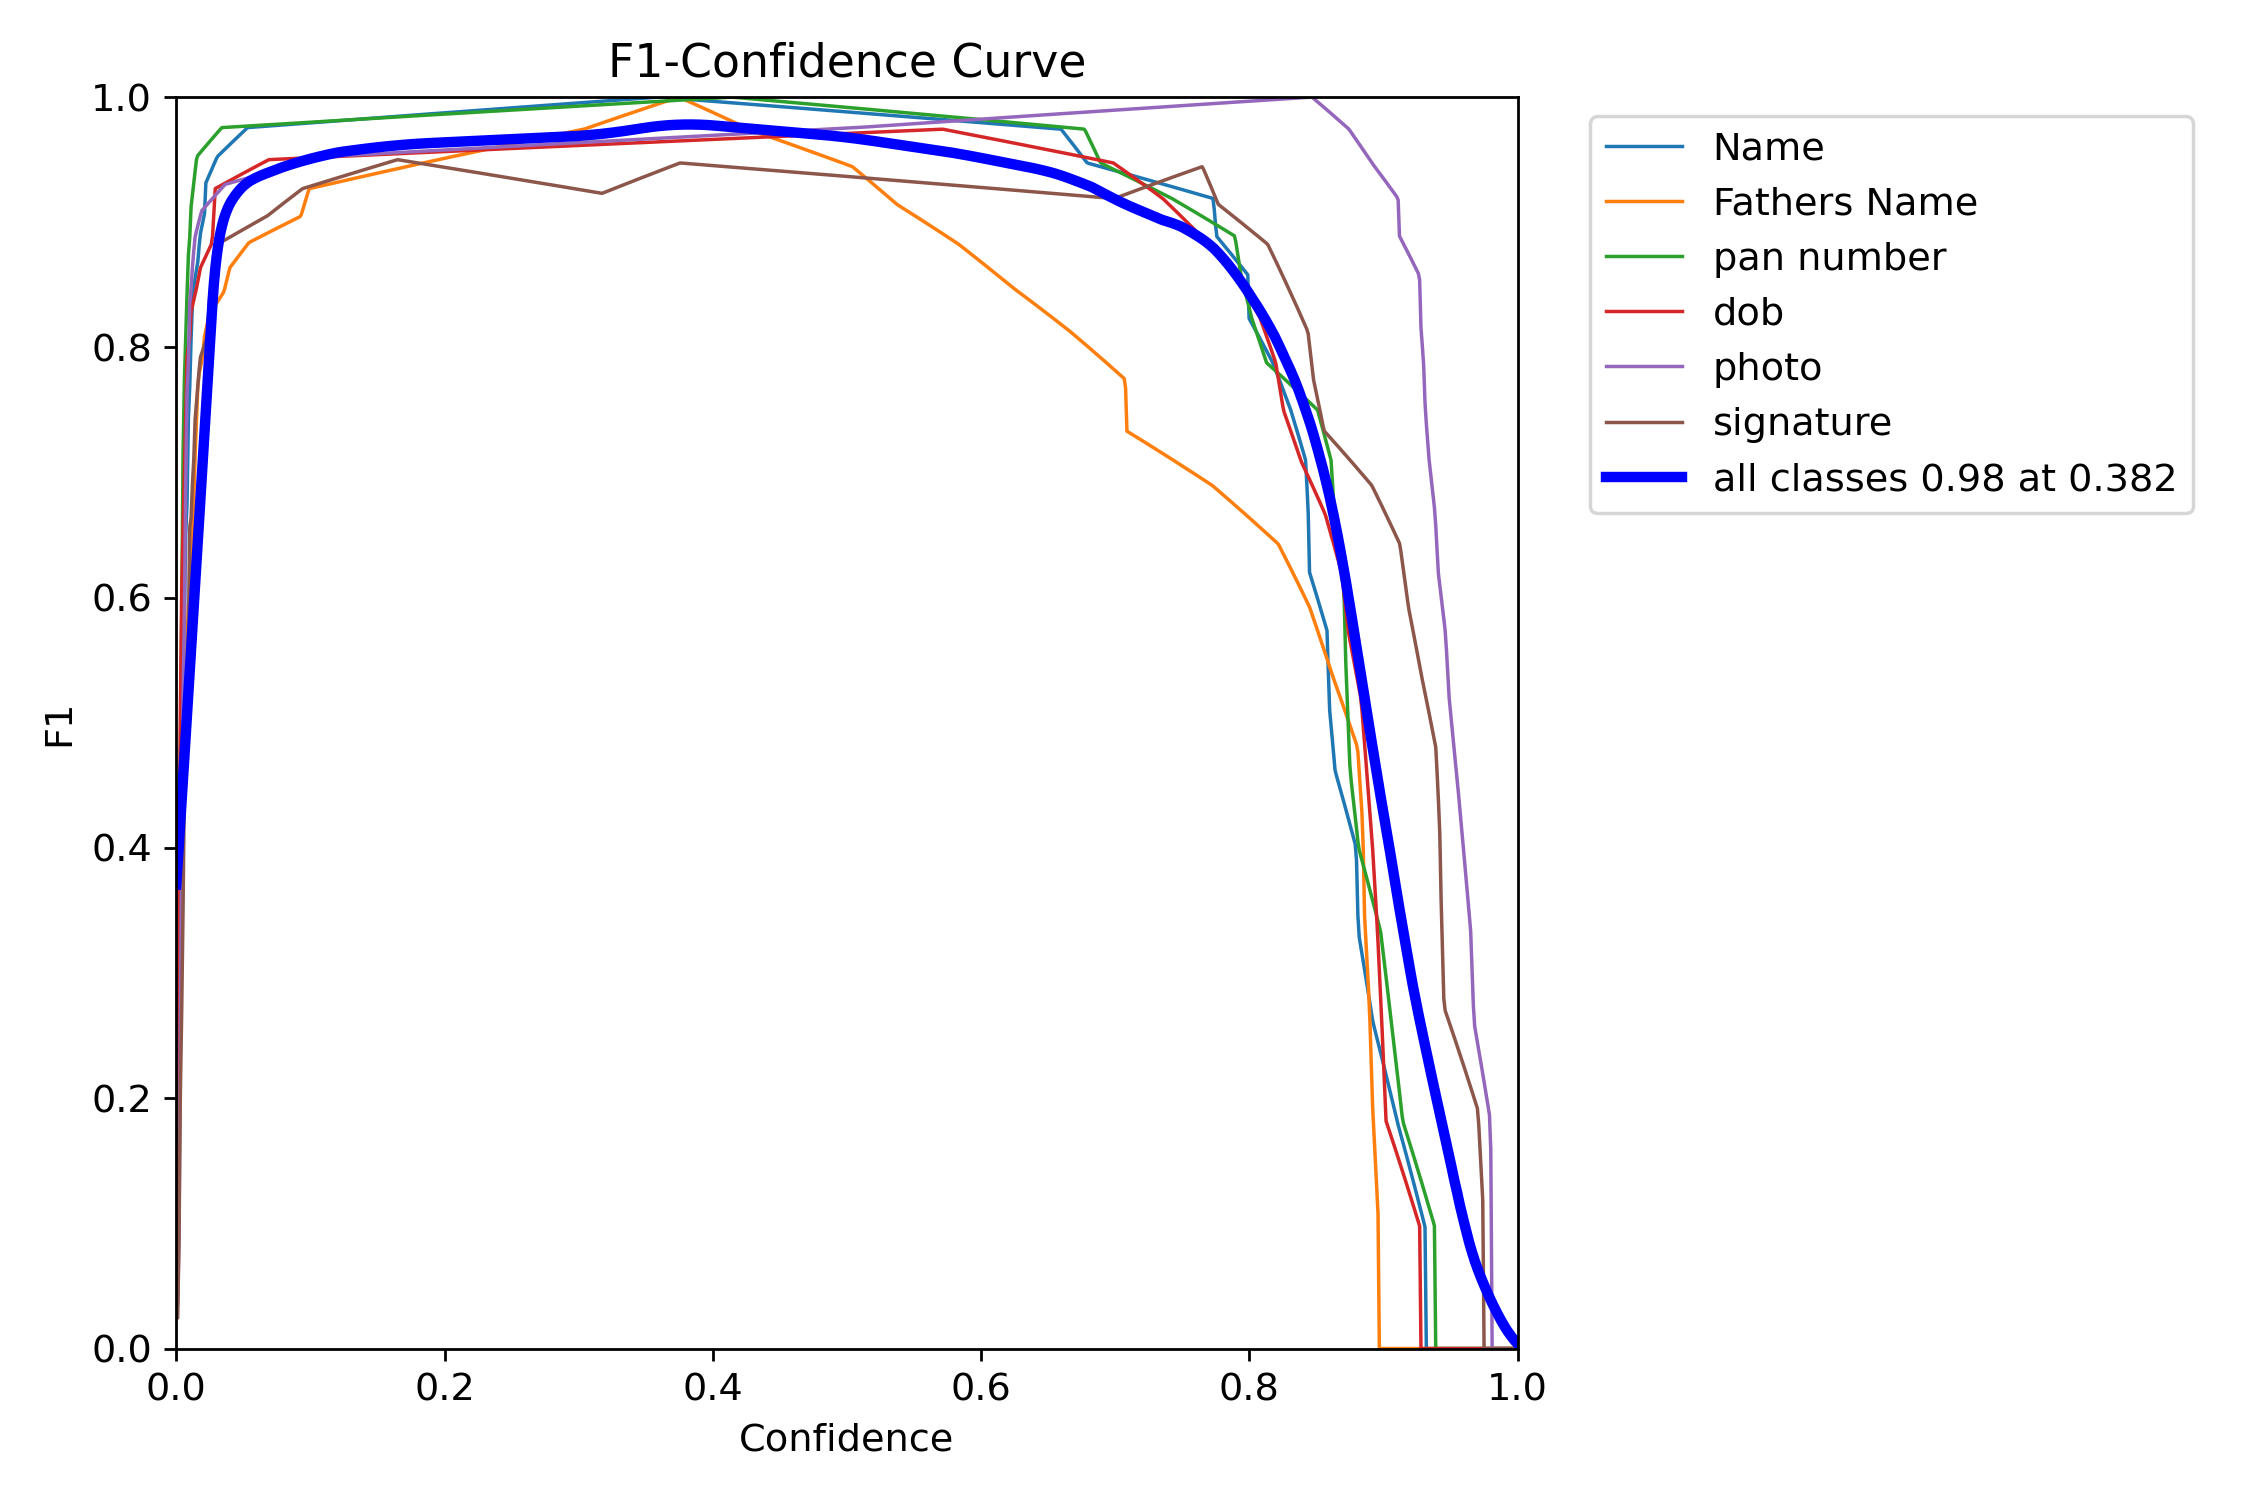 F1-Confidence Curve
1.0
0.8
0.6
0.4
0.2
0.0
F1
0.0 0.2 0.4 0.6 0.8 1.0
Confidence
Name
Fathers Name
pan number
dob
photo
signature
all classes 0.98 at 0.382